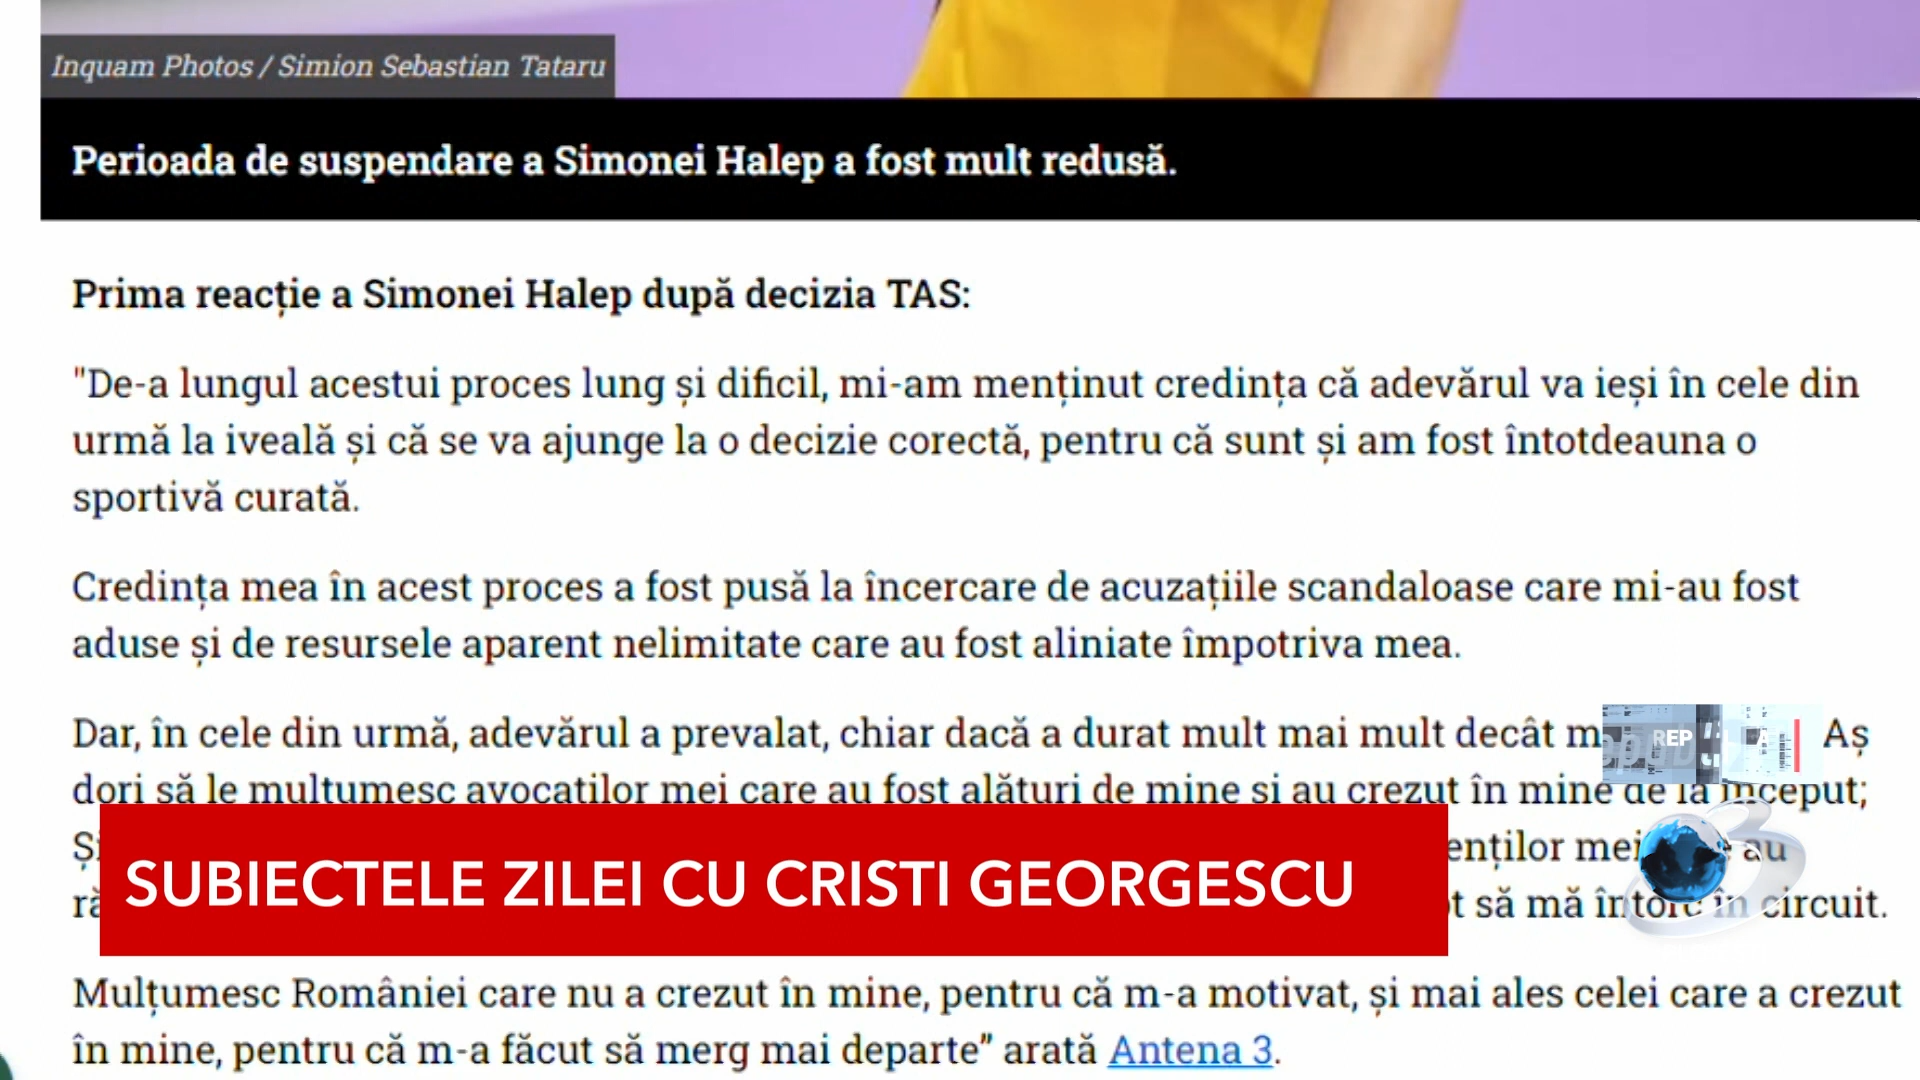 Inquam Photos / Simion Sebastian Tataru
Perioada de suspendare a Simonei Halep a fost mult redusă.
Prima reacție a Simonei Halep după decizia TAS:
"De-a lungul acestui proces lung și dificil, mi-am menținut credința că adevărul va ieși în cele din
urmă la iveală și că se va ajunge la o decizie corectă, pentru că sunt și am fost întotdeauna o
sportivă curată.
Credința mea în acest proces a fost pusă la încercare de acuzațiile scandaloase care mi-au fost
aduse și de resursele aparent nelimitate care au fost aliniate împotriva mea.
Dar, în cele din urmă, adevărul a prevalat, chiar dacă a durat mult mai mult decât Aș
REP
dori să le mulțumesc avocaților mei care au fost alături de mine și au crezut în mine de la început;
mei au
SUBIECTELE ZILEI CU CRISTI GEORGESCU
3
să mă întorc în circuit.
Mulțumesc României care nu a crezut în mine, pentru că m-a motivat, și mai ales celei care a crezut
în mine, pentru că m-a făcut să merg mai departe” arată Antena 3.